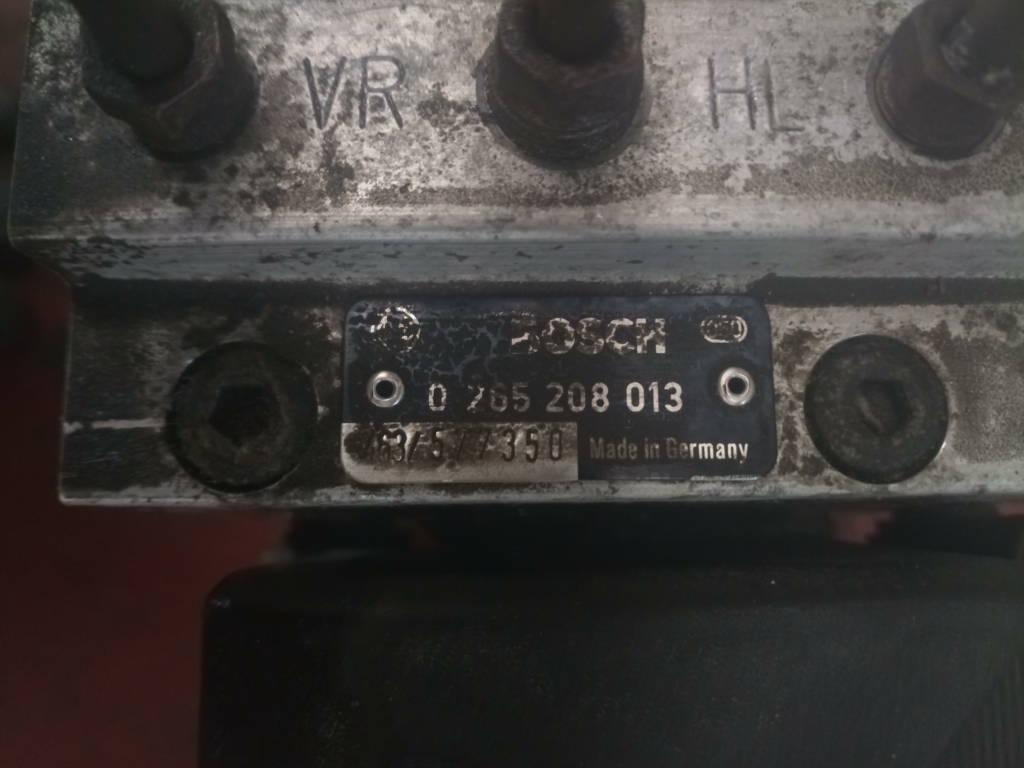 VR HL
BOSCH
0 265 208 013
Made in Germany